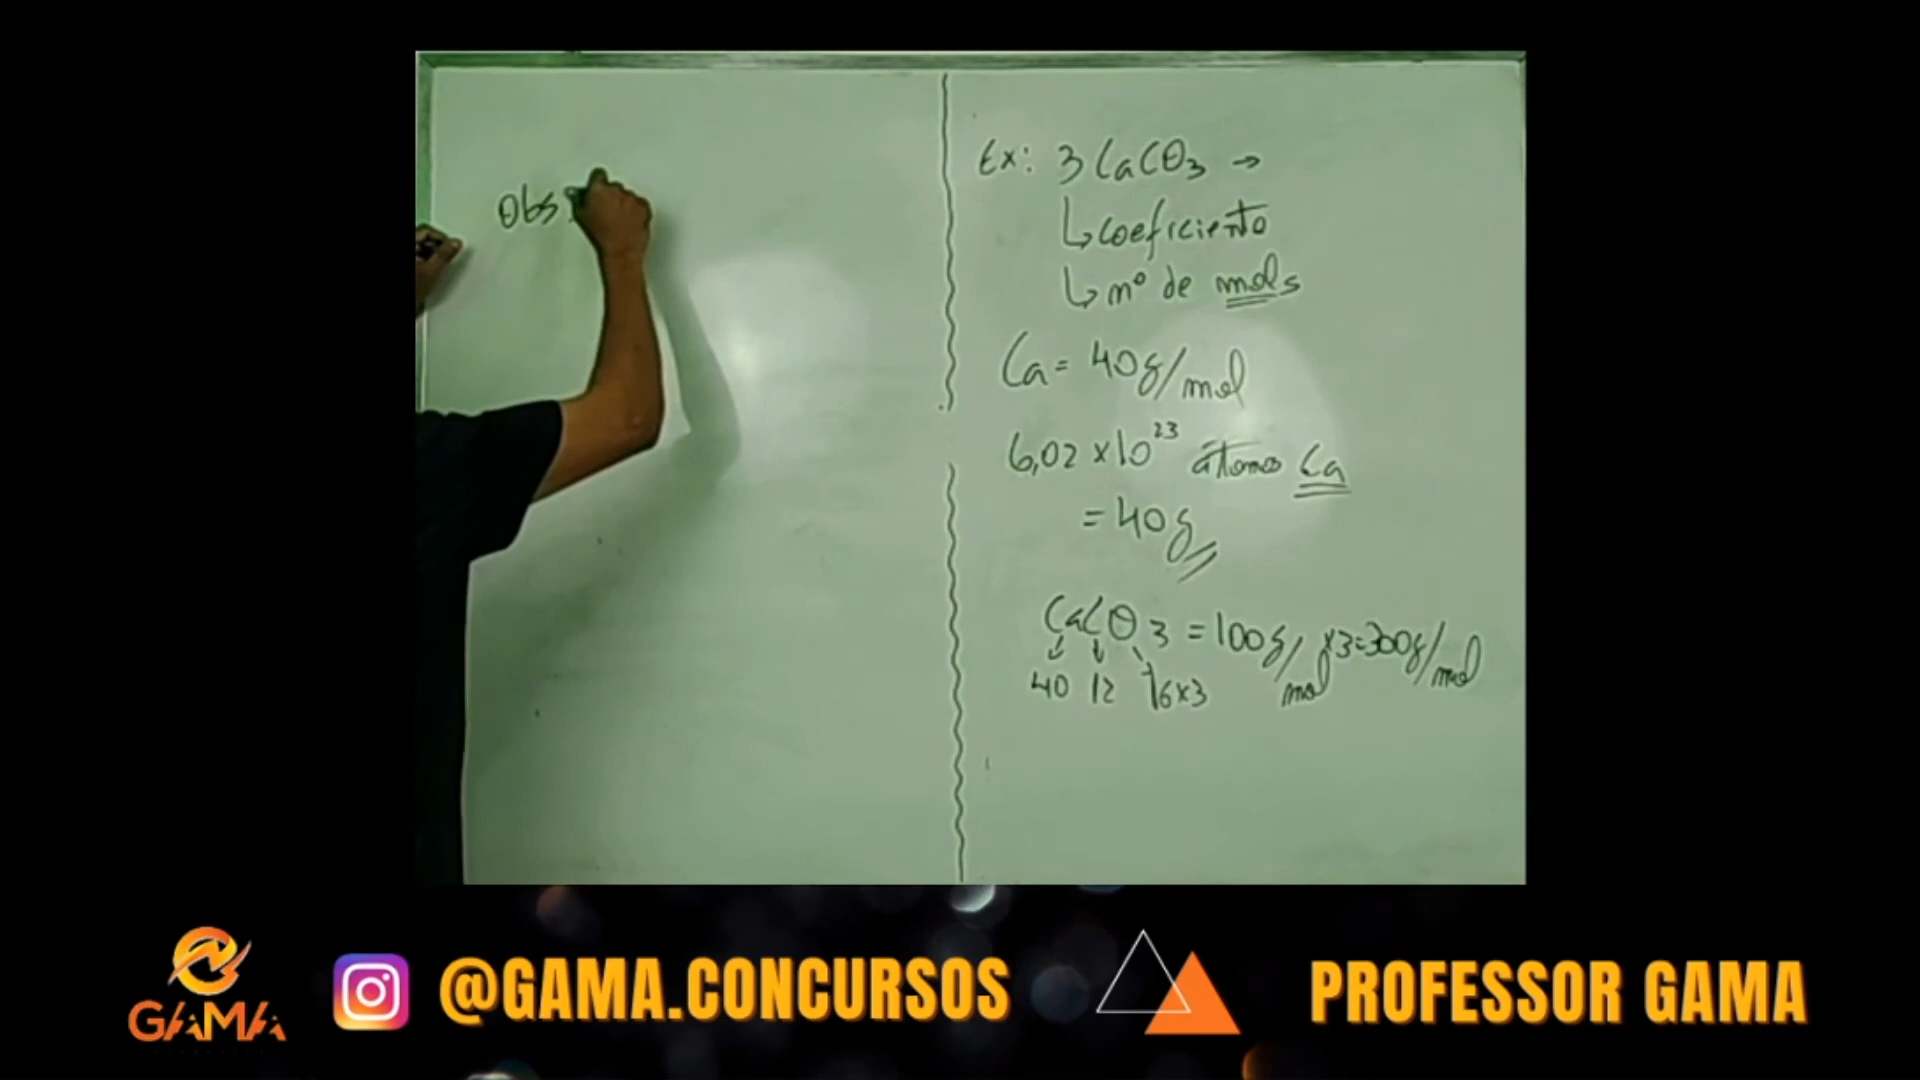 Obs
Ex: 3 CaCO3 →
↳ coeficiente
↳ nº de mols
Ca = 40g/mol
6,02 x 10²³ átomos Ca
= 40g
CaCO3 = 100g/mol x3=300g/mol
40 12 16x3
GAMA
@GAMA.CONCURSOS
PROFESSOR GAMA